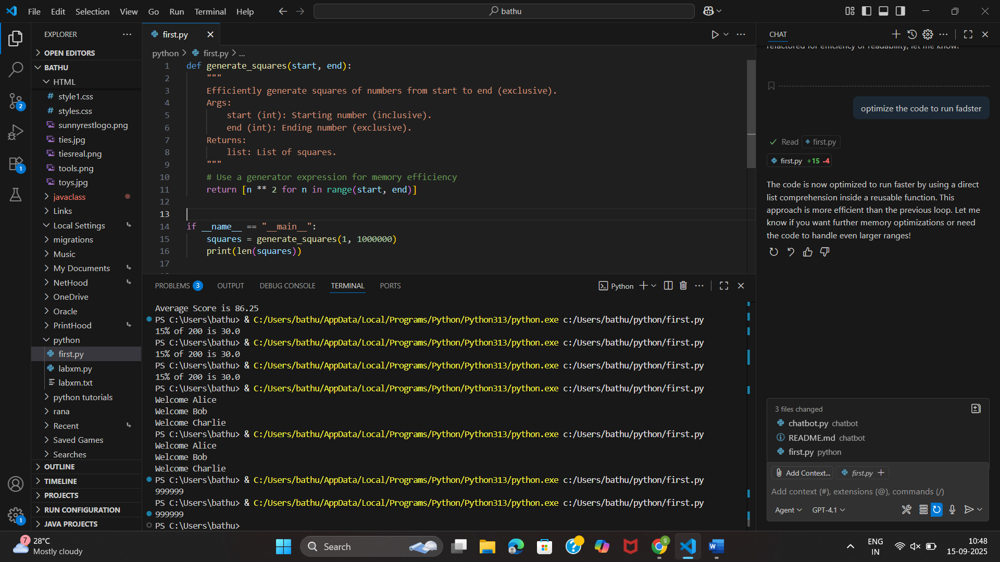 File Edit Selection View Go Run Terminal Help
bathu
EXPLORER
OPEN EDITORS
BATHU
HTML
style1.css
styles.css
sunnyrestlogo.png
ties.jpg
tiesreal.png
tools.png
toys.jpg
javaclass
Links
Local Settings
migrations
Music
My Documents
NetHood
OneDrive
Oracle
PrintHood
python
first.py
labxm.py
labxm.txt
python tutorials
rana
Recent
Saved Games
Searches
OUTLINE
TIMELINE
PROJECTS
RUN CONFIGURATION
JAVA PROJECTS
2
1
1
first.py
python > first.py > ...
1 def generate_squares(start, end):
2 """
3 Efficiently generate squares of numbers from start to end (exclusive).
4 Args:
5 start (int): Starting number (inclusive).
6 end (int): Ending number (exclusive).
7 Returns:
8 list: List of squares.
9 """
10 # Use a generator expression for memory efficiency
11 return [n ** 2 for n in range(start, end)]
12
13
14 if __name__ == "__main__":
15 squares = generate_squares(1, 1000000)
16 print(len(squares))
17
PROBLEMS 3 OUTPUT DEBUG CONSOLE TERMINAL PORTS
Python
Average Score is 86.25
PS C:\Users\bathu> & C:/Users/bathu/AppData/Local/Programs/Python/Python313/python.exe c:/Users/bathu/python/first.py
15% of 200 is 30.0
PS C:\Users\bathu> & C:/Users/bathu/AppData/Local/Programs/Python/Python313/python.exe c:/Users/bathu/python/first.py
15% of 200 is 30.0
PS C:\Users\bathu> & C:/Users/bathu/AppData/Local/Programs/Python/Python313/python.exe c:/Users/bathu/python/first.py
15% of 200 is 30.0
PS C:\Users\bathu> & C:/Users/bathu/AppData/Local/Programs/Python/Python313/python.exe c:/Users/bathu/python/first.py
Welcome Alice
Welcome Bob
Welcome Charlie
PS C:\Users\bathu> & C:/Users/bathu/AppData/Local/Programs/Python/Python313/python.exe c:/Users/bathu/python/first.py
Welcome Alice
Welcome Bob
Welcome Charlie
PS C:\Users\bathu> & C:/Users/bathu/AppData/Local/Programs/Python/Python313/python.exe c:/Users/bathu/python/first.py
999999
PS C:\Users\bathu> & C:/Users/bathu/AppData/Local/Programs/Python/Python313/python.exe c:/Users/bathu/python/first.py
999999
PS C:\Users\bathu>
CHAT
refactored for efficiency or readability, let me know!
optimize the code to run fadster
Read first.py
first.py +15 -4
The code is now optimized to run faster by using a direct
list comprehension inside a reusable function. This
approach is more efficient than the previous loop. Let me
know if you want further memory optimizations or need
the code to handle even larger ranges!
3 files changed
chatbot.py chatbot
README.md chatbot
first.py python
Add Context... first.py +
Add context (#), extensions (@), commands (/)
Agent GPT-4.1
7
28°C
Mostly cloudy
Search
9
ENG
IN
10:48
15-09-2025